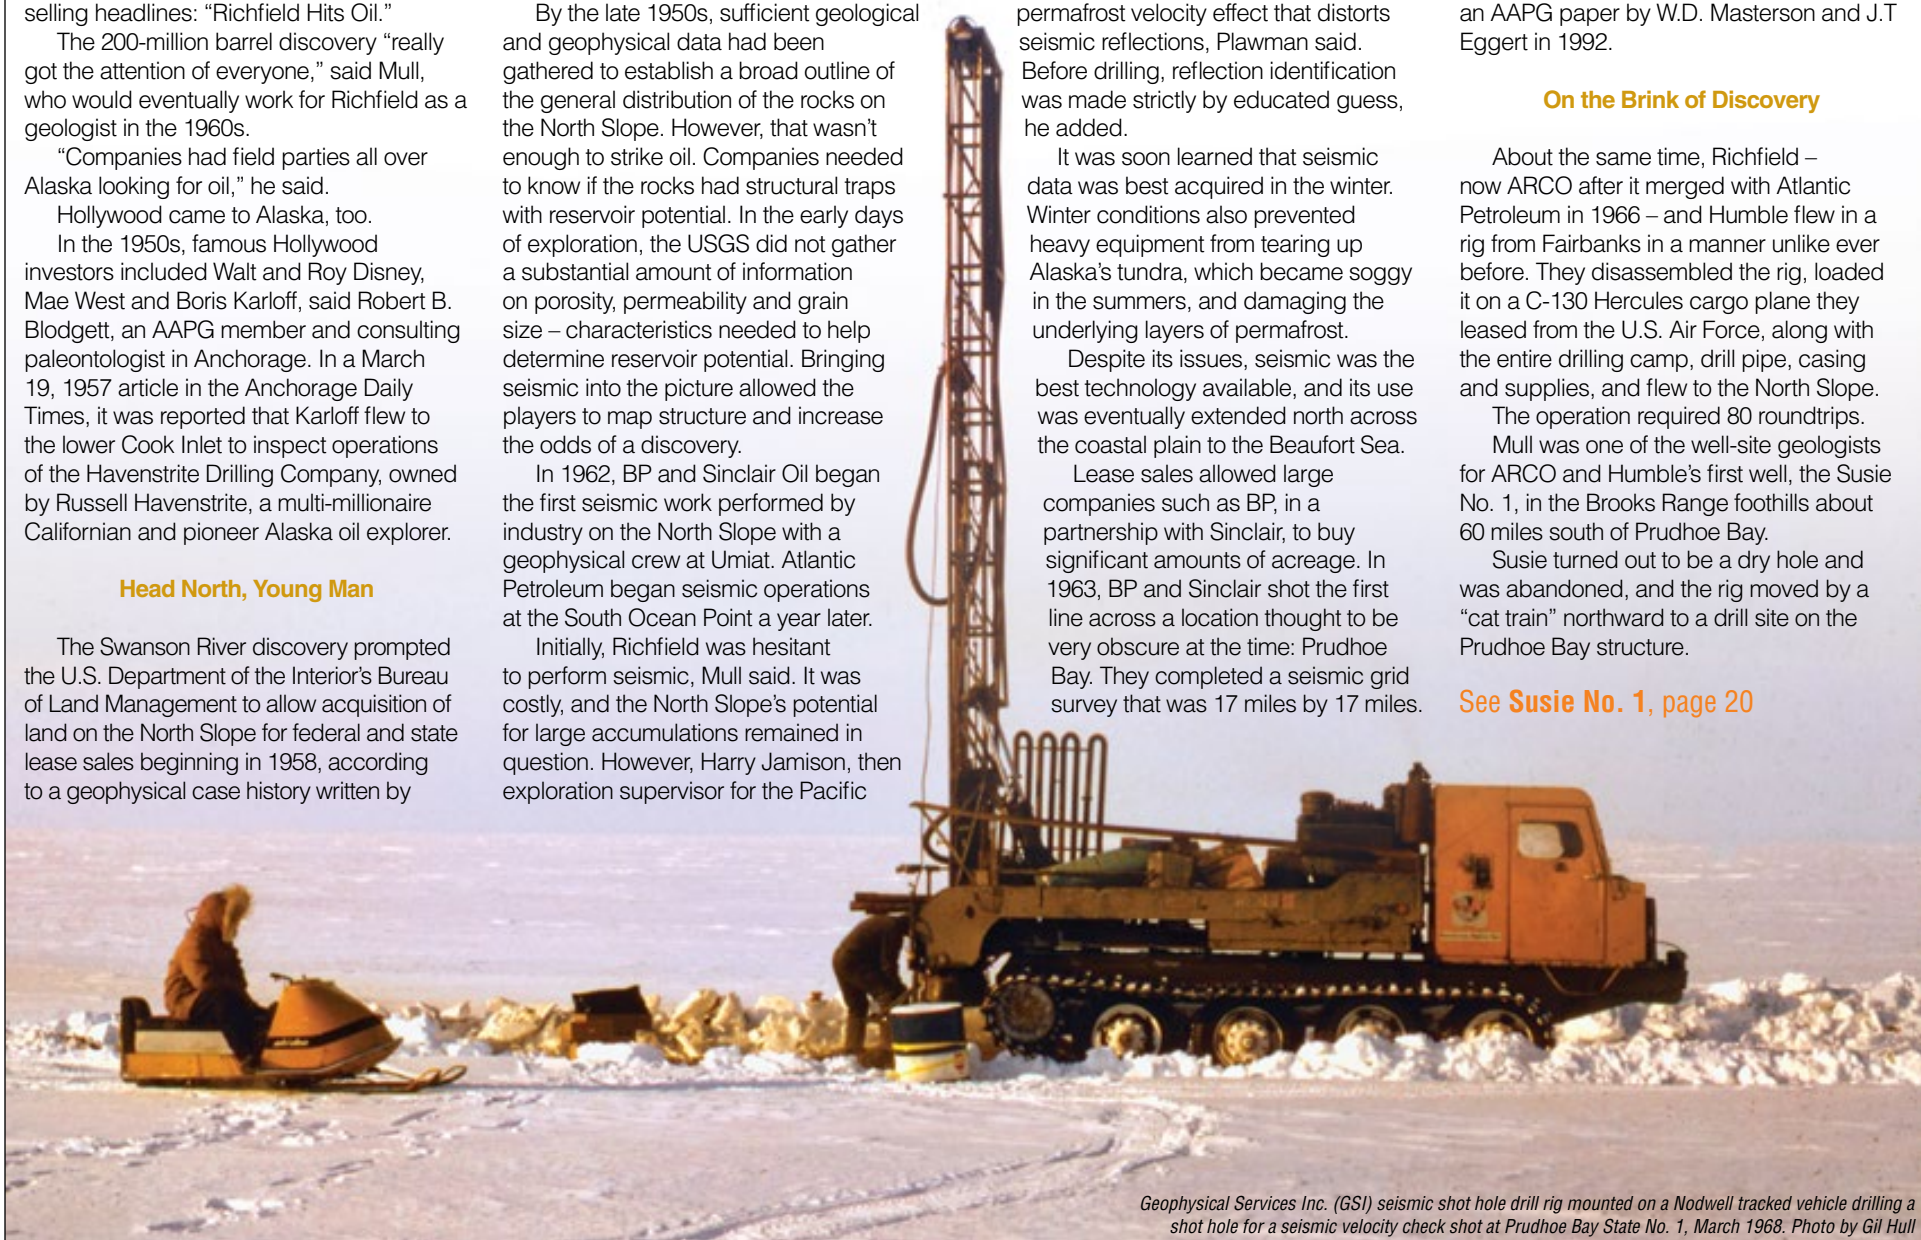 selling headlines: “Richfield Hits Oil.”
The 200-million barrel discovery “really
got the attention of everyone,” said Mull,
who would eventually work for Richfield as a
geologist in the 1960s.
“Companies had field parties all over
Alaska looking for oil,” he said.
Hollywood came to Alaska, too.
In the 1950s, famous Hollywood
investors included Walt and Roy Disney,
Mae West and Boris Karloff, said Robert B.
Blodgett, an AAPG member and consulting
paleontologist in Anchorage. In a March
19, 1957 article in the Anchorage Daily
Times, it was reported that Karloff flew to
the lower Cook Inlet to inspect operations
of the Havenstrite Drilling Company, owned
by Russell Havenstrite, a multi-millionaire
Californian and pioneer Alaska oil explorer.
Head North, Young Man
The Swanson River discovery prompted
the U.S. Department of the Interior’s Bureau
of Land Management to allow acquisition of
land on the North Slope for federal and state
lease sales beginning in 1958, according
to a geophysical case history written by
By the late 1950s, sufficient geological
and geophysical data had been
gathered to establish a broad outline of
the general distribution of the rocks on
the North Slope. However, that wasn’t
enough to strike oil. Companies needed
to know if the rocks had structural traps
with reservoir potential. In the early days
of exploration, the USGS did not gather
a substantial amount of information
on porosity, permeability and grain
size – characteristics needed to help
determine reservoir potential. Bringing
seismic into the picture allowed the
players to map structure and increase
the odds of a discovery.
In 1962, BP and Sinclair Oil began
the first seismic work performed by
industry on the North Slope with a
geophysical crew at Umiat. Atlantic
Petroleum began seismic operations
at the South Ocean Point a year later.
Initially, Richfield was hesitant
to perform seismic, Mull said. It was
costly, and the North Slope’s potential
for large accumulations remained in
question. However, Harry Jamison, then
exploration supervisor for the Pacific
permafrost velocity effect that distorts
seismic reflections, Plawman said.
Before drilling, reflection identification
was made strictly by educated guess,
he added.
It was soon learned that seismic
data was best acquired in the winter.
Winter conditions also prevented
heavy equipment from tearing up
Alaska’s tundra, which became soggy
in the summers, and damaging the
underlying layers of permafrost.
Despite its issues, seismic was the
best technology available, and its use
was eventually extended north across
the coastal plain to the Beaufort Sea.
Lease sales allowed large
companies such as BP, in a
partnership with Sinclair, to buy
significant amounts of acreage. In
1963, BP and Sinclair shot the first
line across a location thought to be
very obscure at the time: Prudhoe
Bay. They completed a seismic grid
survey that was 17 miles by 17 miles.
an AAPG paper by W.D. Masterson and J.T
Eggert in 1992.
On the Brink of Discovery
About the same time, Richfield –
now ARCO after it merged with Atlantic
Petroleum in 1966 – and Humble flew in a
rig from Fairbanks in a manner unlike ever
before. They disassembled the rig, loaded
it on a C-130 Hercules cargo plane they
leased from the U.S. Air Force, along with
the entire drilling camp, drill pipe, casing
and supplies, and flew to the North Slope.
The operation required 80 roundtrips.
Mull was one of the well-site geologists
for ARCO and Humble’s first well, the Susie
No. 1, in the Brooks Range foothills about
60 miles south of Prudhoe Bay.
Susie turned out to be a dry hole and
was abandoned, and the rig moved by a
“cat train” northward to a drill site on the
Prudhoe Bay structure.
See Susie No. 1, page 20
Geophysical Services Inc. (GSI) seismic shot hole drill rig mounted on a Nodwell tracked vehicle drilling a
shot hole for a seismic velocity check shot at Prudhoe Bay State No. 1, March 1968. Photo by Gil Hull